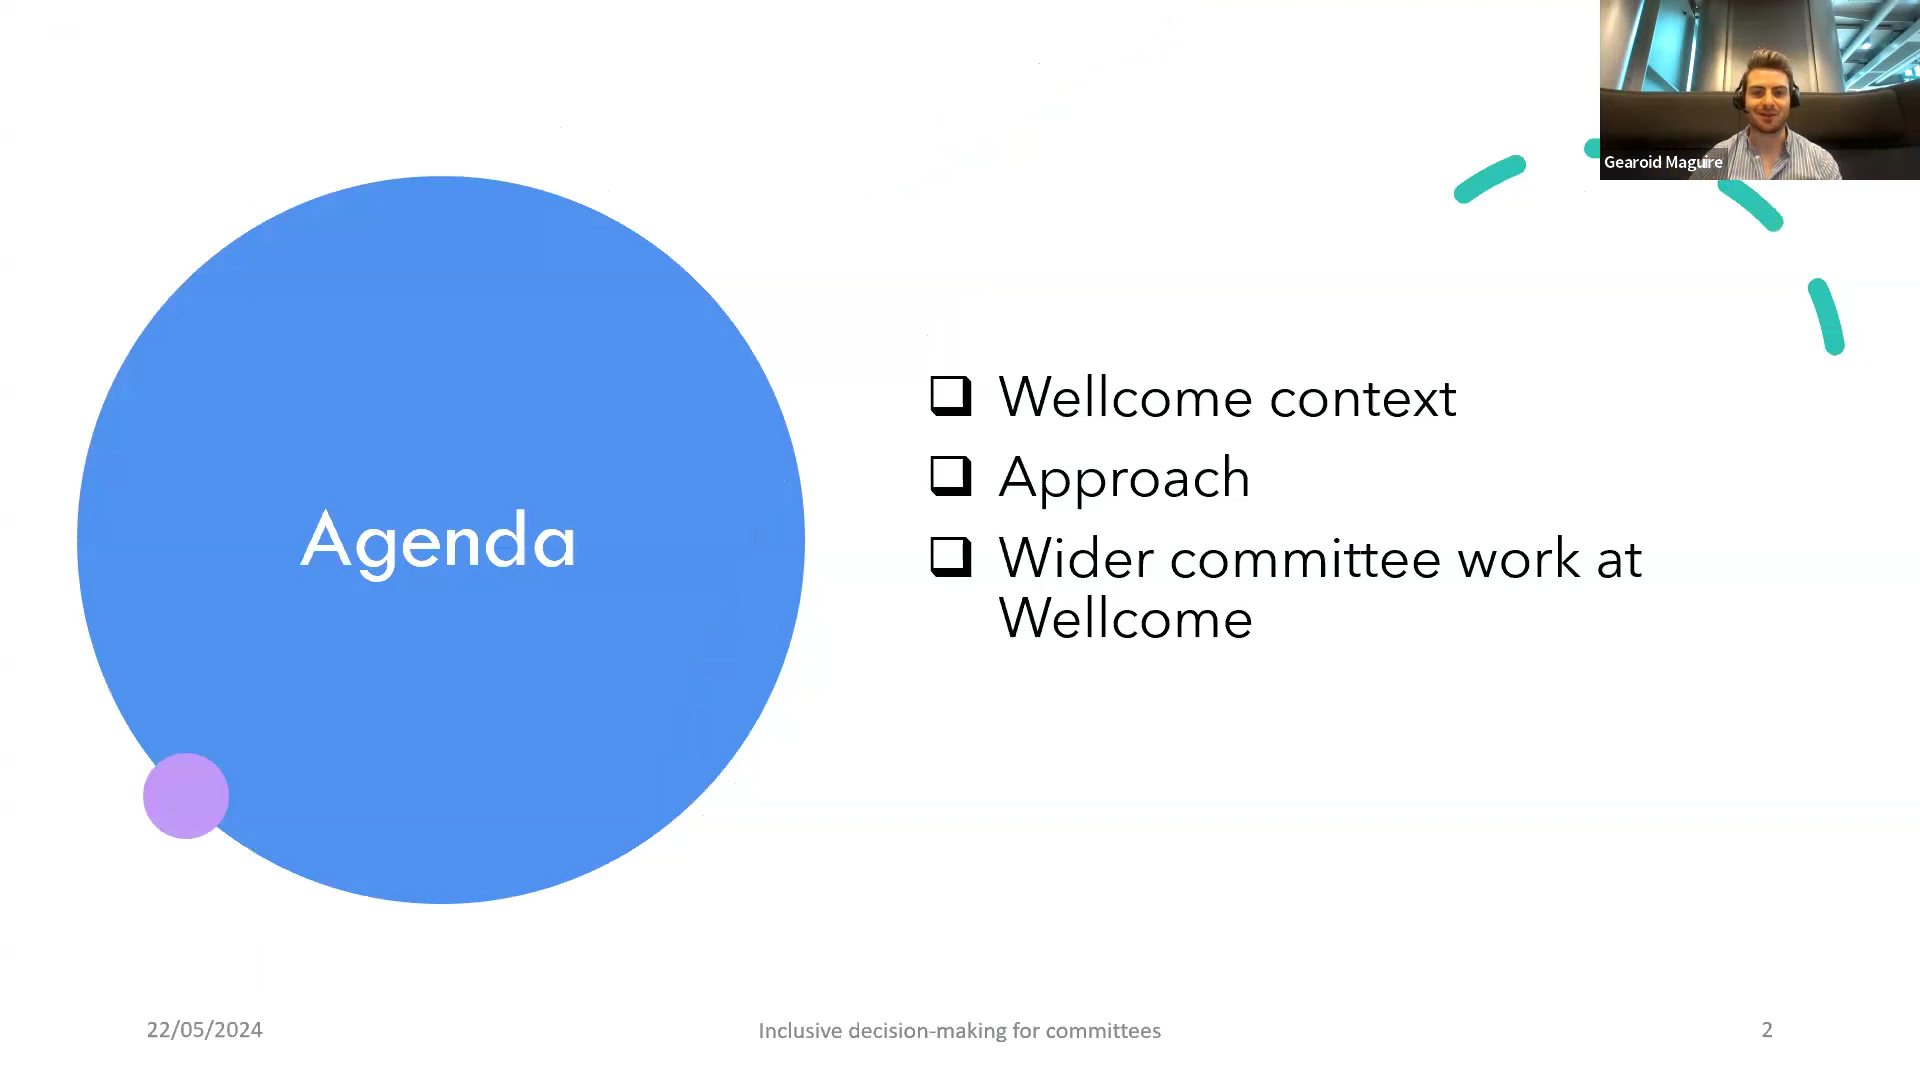 Gearoid Maguire
Agenda
Wellcome context
Approach
Wider committee work at
Wellcome
22/05/2024
Inclusive decision-making for committees
2